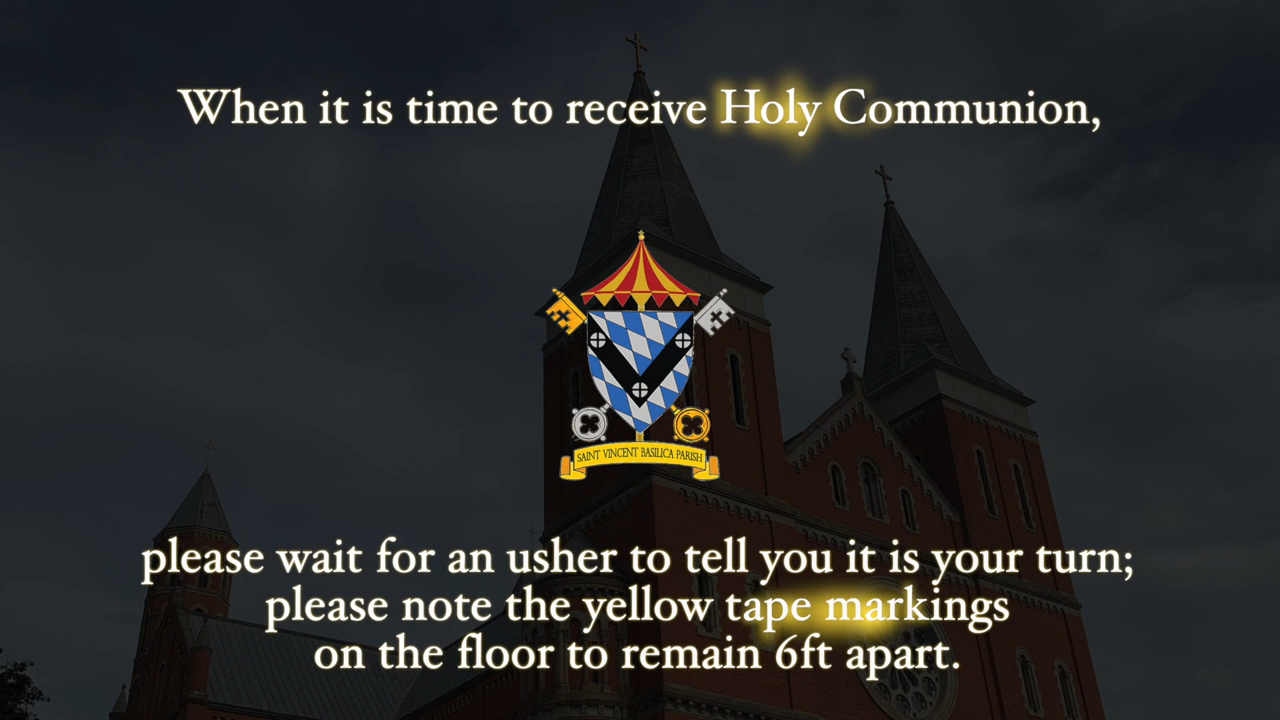 When it is time to receive Holy Communion,
SAINT VINCENT BASILICA PARISH
please wait for an usher to tell you it is your turn;
please note the yellow tape markings
on the floor to remain 6ft apart.